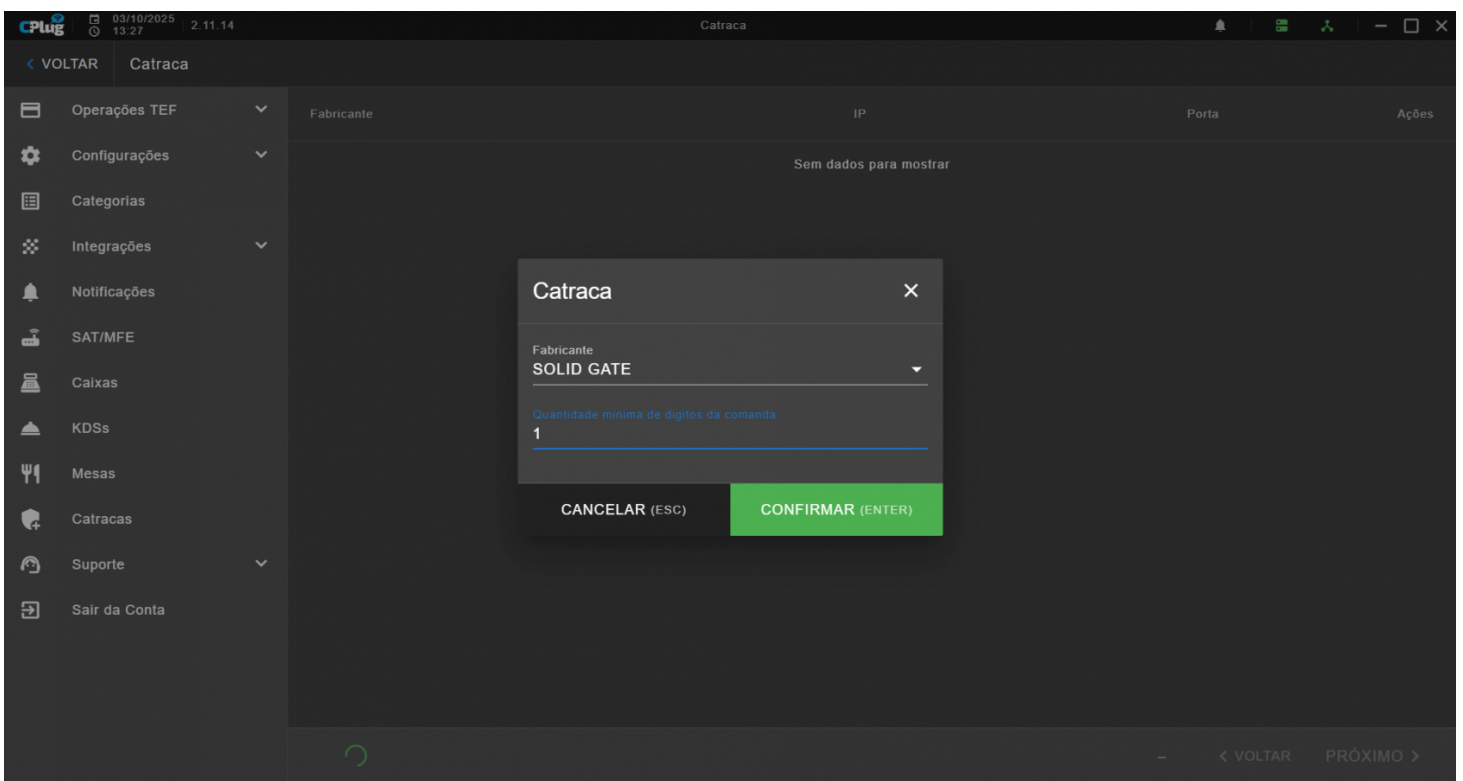 CPlug 03/10/2025 13:27 2.11.14 Catraca
VOLTAR Catraca
Operações TEF
Configurações
Categorias
Integrações
Notificações
SAT/MFE
Caixas
KDSs
Mesas
Catracas
Suporte
Sair da Conta
Fabricante IP Porta Ações
Sem dados para mostrar
Catraca
Fabricante
SOLID GATE
Quantidade minima de digitos da comanda
1
CANCELAR (ESC) CONFIRMAR (ENTER)
– < VOLTAR PRÓXIMO >